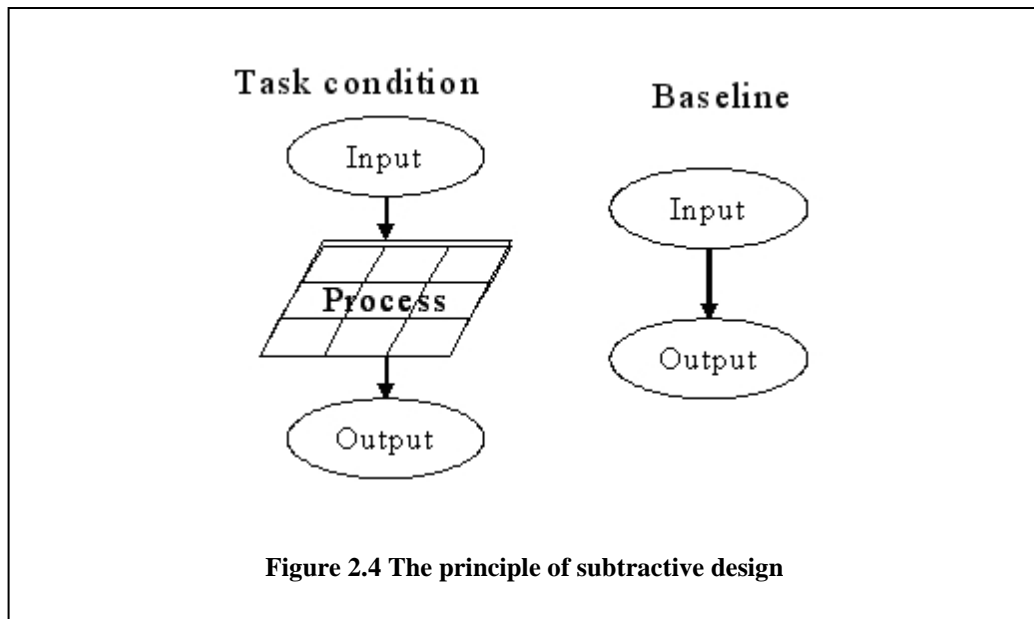 Task condition
Input
Process
Output
Baseline
Input
Output
Figure 2.4 The principle of subtractive design